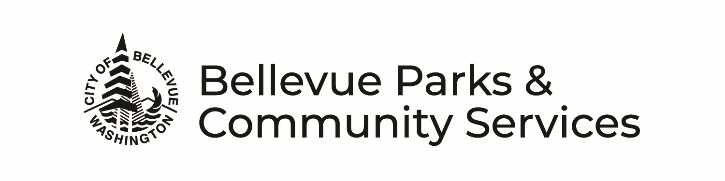 CITY OF BELLEVUE
WASHINGTON
Bellevue Parks &
Community Services